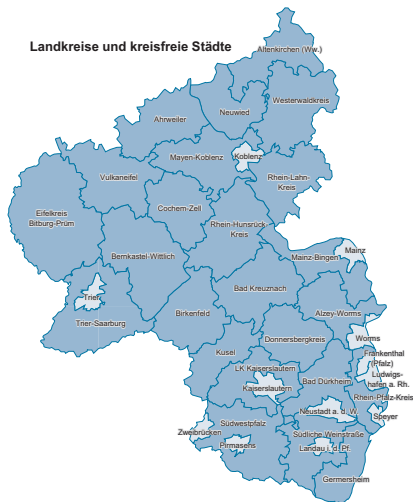 Landkreise und kreisfreie Städte
Altenkirchen (Ww.)
Westerwaldkreis
Neuwied
Ahrweiler
Mayen-Koblenz
Koblenz
Rhein-Lahn-
Kreis
Vulkaneifel
Cochem-Zell
Eifelkreis
Bitburg-Prüm
Rhein-Hunsrück-
Kreis
Mainz
Mainz-Bingen
Bernkastel-Wittlich
Bad Kreuznach
Trier
Birkenfeld
Alzey-Worms
Trier-Saarburg
Donnersbergkreis
Worms
Kusel
Frankenthal
(Pfalz)
LK Kaiserslautern
Ludwigs-
hafen a. Rh.
Kaiserslautern
Bad Dürkheim
Rhein-Pfalz-Kreis
Neustadt a. d. W.
Speyer
Südwestpfalz
Zweibrücken
Südliche Weinstraße
Pirmasens
Landau i. d. Pf.
Germersheim